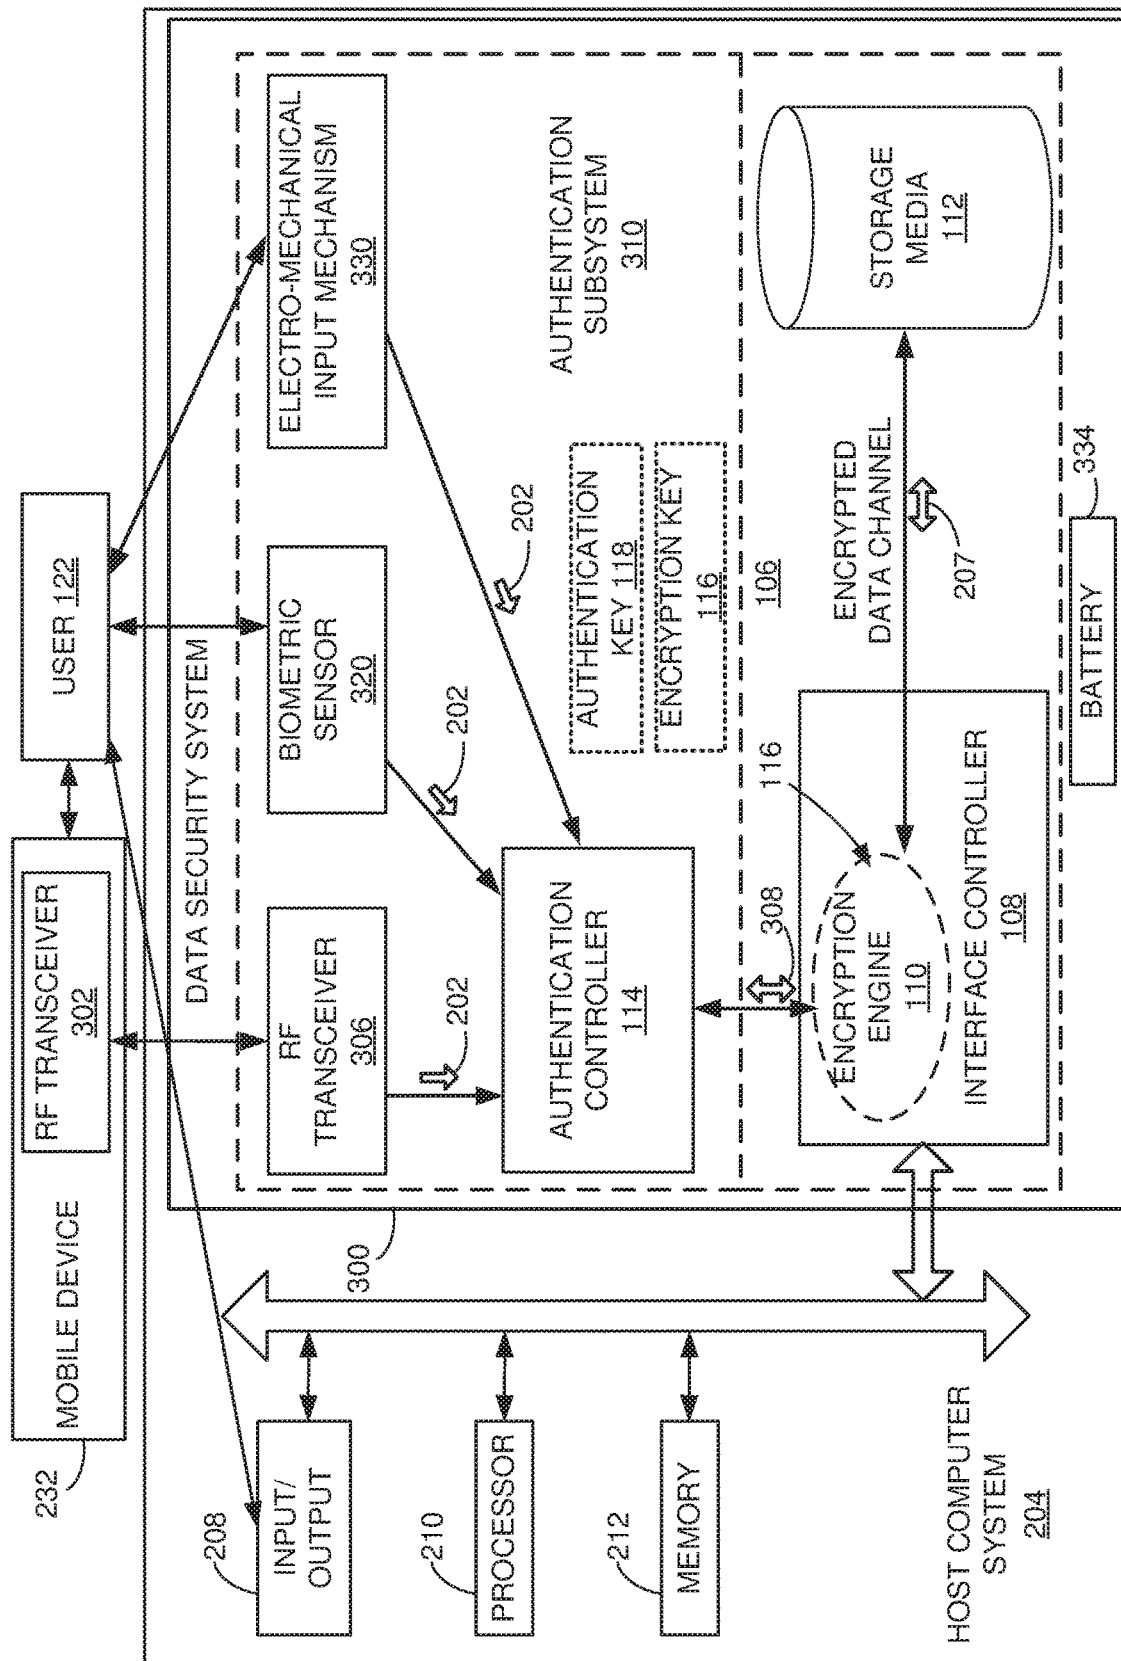 232
MOBILE DEVICE
RF TRANSCEIVER
302
USER 122
DATA SECURITY SYSTEM
300
RF
TRANSCEIVER
306
BIOMETRIC
SENSOR
320
ELECTRO-MECHANICAL
INPUT MECHANISM
330
202
202
202
AUTHENTICATION
CONTROLLER
114
AUTHENTICATION
SUBSYSTEM
310
AUTHENTICATION
KEY 118
ENCRYPTION KEY
116
106
308
116
ENCRYPTION
ENGINE
110
INTERFACE CONTROLLER
108
ENCRYPTED
DATA CHANNEL
207
STORAGE
MEDIA
112
BATTERY
334
208
INPUT/
OUTPUT
210
PROCESSOR
212
MEMORY
HOST COMPUTER
SYSTEM
204